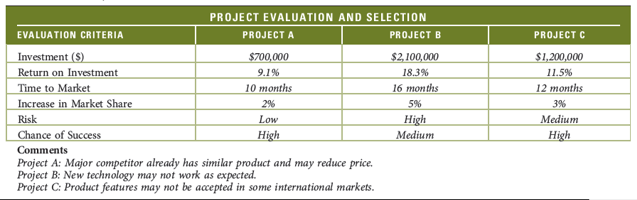 PROJECT EVALUATION AND SELECTION
EVALUATION CRITERIA PROJECT A PROJECT B PROJECT C
Investment ($) $700,000 $2,100,000 $1,200,000
Return on Investment 9.1% 18.3% 11.5%
Time to Market 10 months 16 months 12 months
Increase in Market Share 2% 5% 3%
Risk Low High Medium
Chance of Success High Medium High
Comments
Project A: Major competitor already has similar product and may reduce price.
Project B: New technology may not work as expected.
Project C: Product features may not be accepted in some international markets.